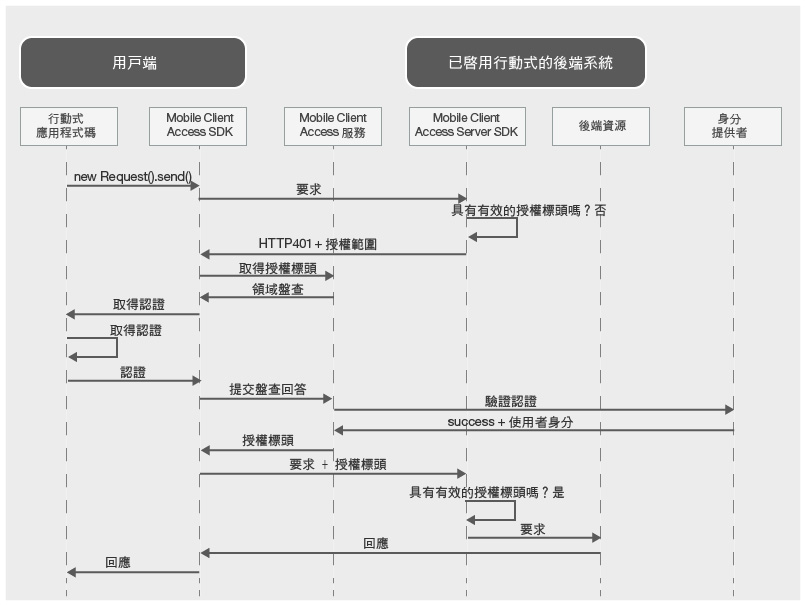 用戸端
已啓用行動式的後端系統
行動式
應用程式碼
Mobile Client
Access SDK
Mobile Client
Access 服務
Mobile Client
Access Server SDK
後端資源
身分
提供者
new Request().send()
要求
具有有效的授權標頭嗎？否
HTTP401 + 授權範圍
取得授權標頭
領域盤查
取得認證
取得認證
認證
提交盤查回答
驗證認證
success + 使用者身分
授權標頭
要求 + 授權標頭
具有有效的授權標頭嗎？是
要求
回應
回應